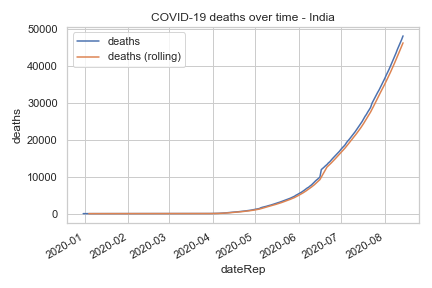 COVID-19 deaths over time - India
deaths
deaths (rolling)
50000
40000
30000
20000
10000
0
deaths
2020-01
2020-02
2020-03
2020-04
2020-05
2020-06
2020-07
2020-08
dateRep